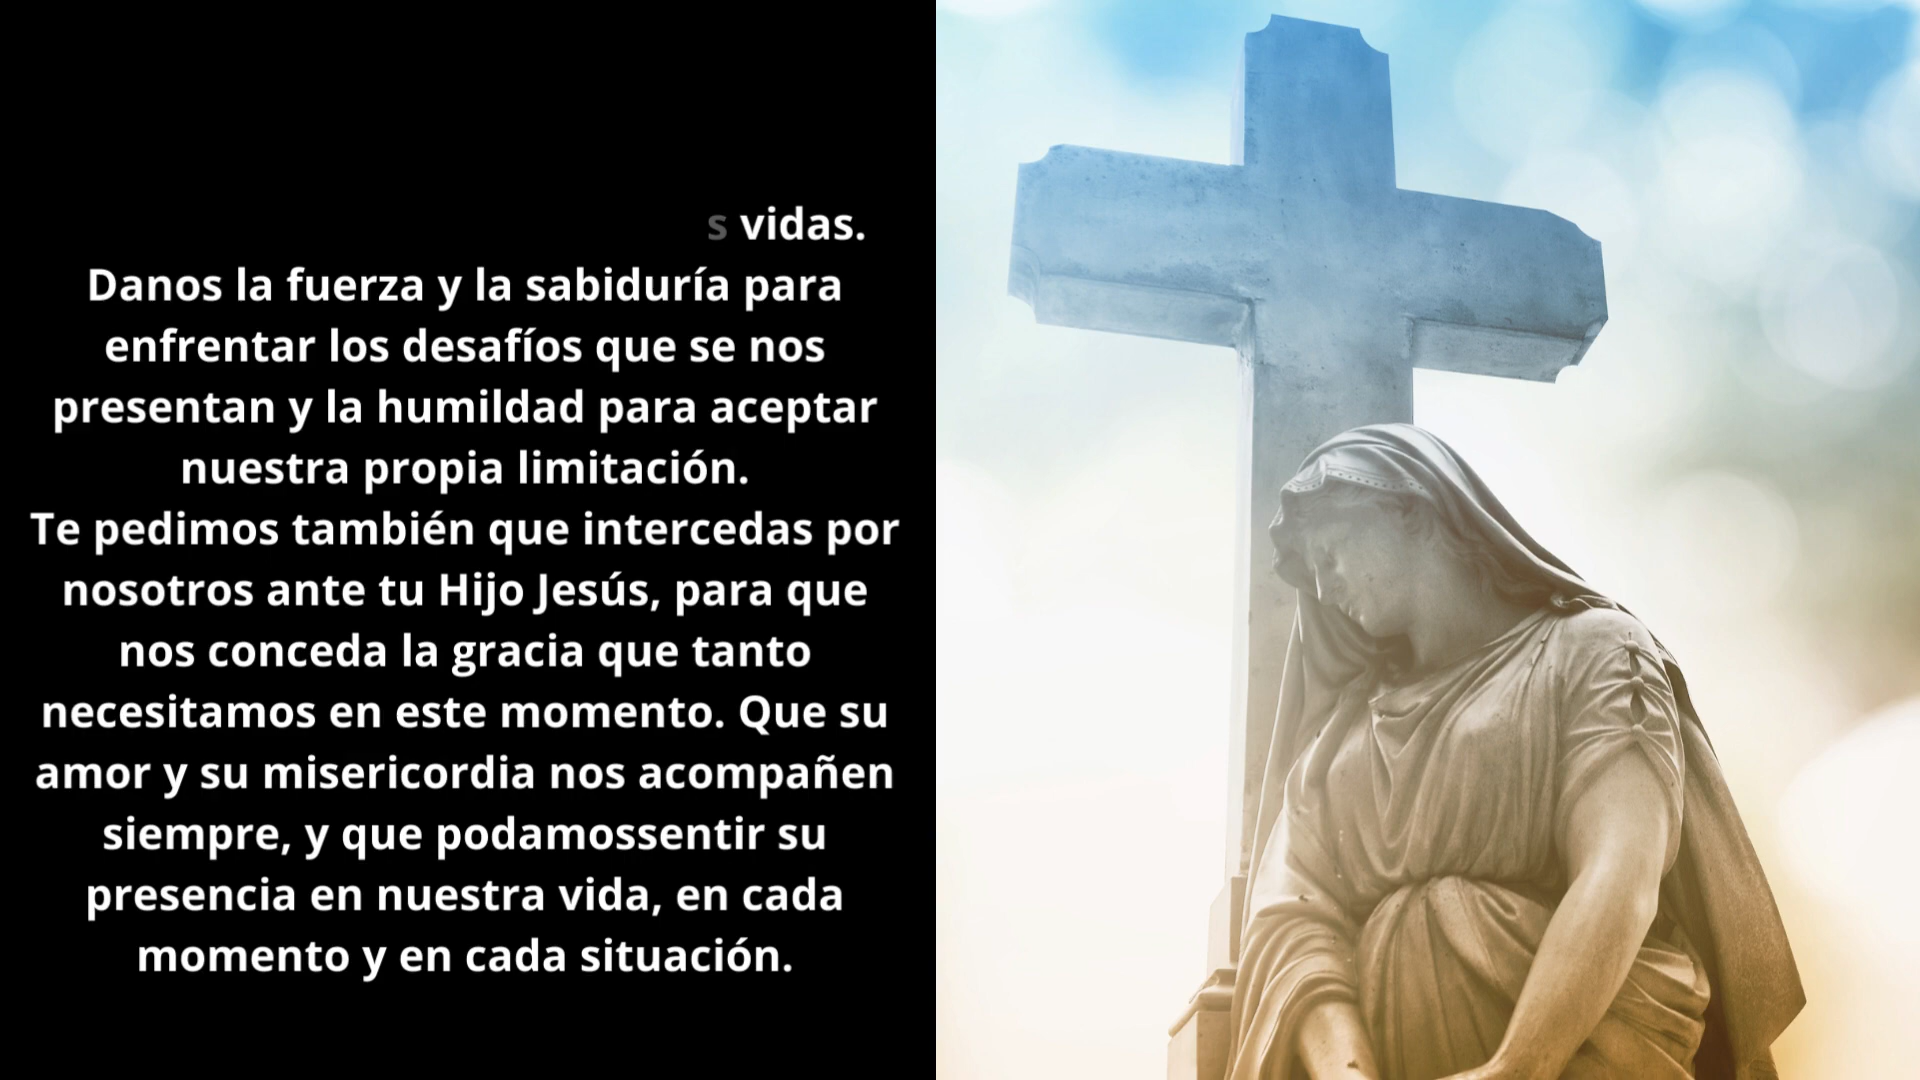 s vidas.
Danos la fuerza y la sabiduría para
enfrentar los desafíos que se nos
presentan y la humildad para aceptar
nuestra propia limitación.
Te pedimos también que intercedas por
nosotros ante tu Hijo Jesús, para que
nos conceda la gracia que tanto
necesitamos en este momento. Que su
amor y su misericordia nos acompañen
siempre, y que podamossentir su
presencia en nuestra vida, en cada
momento y en cada situación.